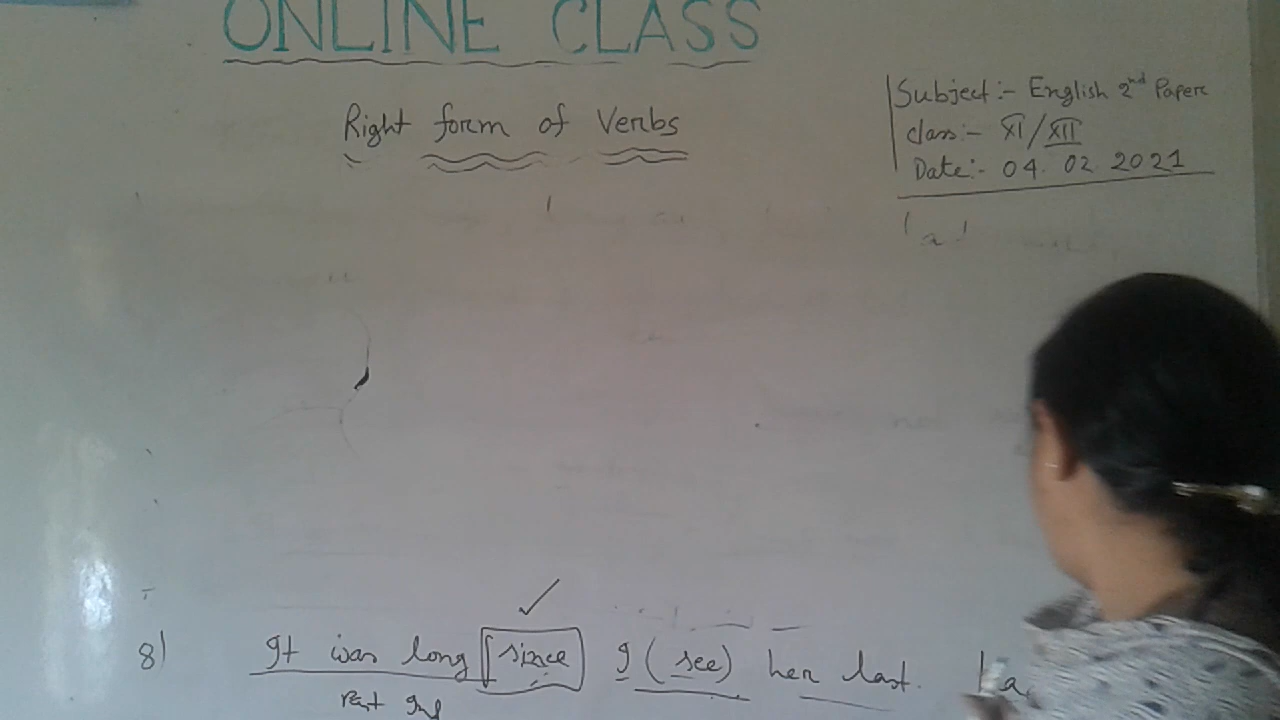 ONLINE CLASS
Right form of Verbs
Subject:- English 2nd Paper
class:- XI/XII
Date:- 04. 02. 2021
8) It was long since I (see) her last.
Past